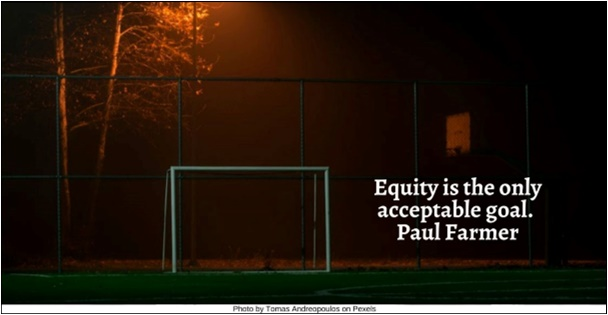 Equity is the only
acceptable goal.
Paul Farmer
Photo by Tomas Andreopoulos on Pexels